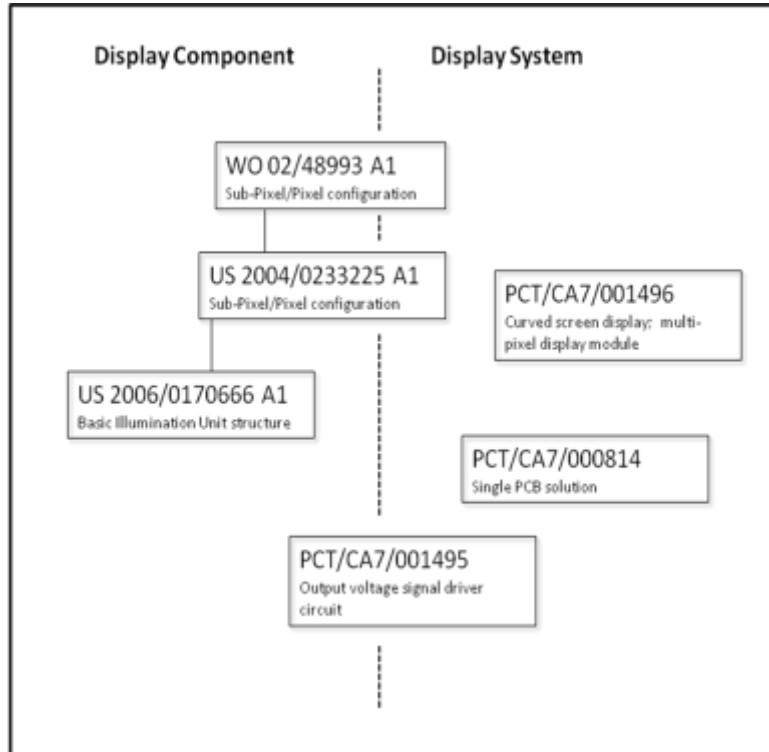 Display Component
Display System
WO 02/48993 A1
Sub-Pixel/Pixel configuration
US 2004/0233225 A1
Sub-Pixel/Pixel configuration
PCT/CA7/001496
Curved screen display; multi-
pixel display module
US 2006/0170666 A1
Basic Illumination Unit structure
PCT/CA7/000814
Single PCB solution
PCT/CA7/001495
Output voltage signal driver
circuit